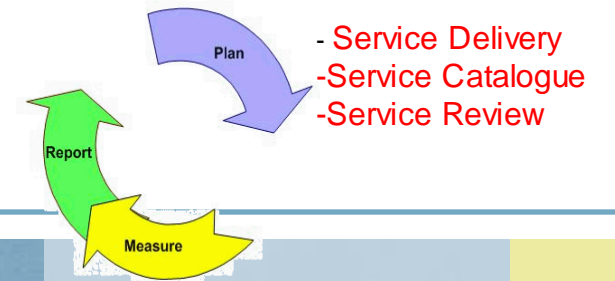 Plan
- Service Delivery
-Service Catalogue
-Service Review
Report
Measure